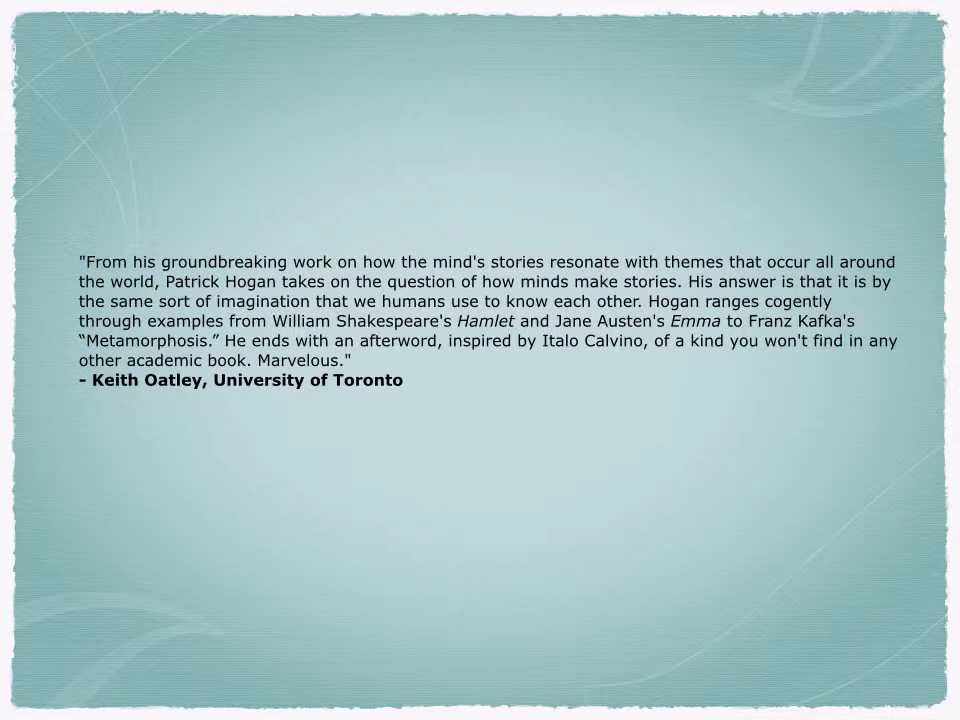 "From his groundbreaking work on how the mind's stories resonate with themes that occur all around
the world, Patrick Hogan takes on the question of how minds make stories. His answer is that it is by
the same sort of imagination that we humans use to know each other. Hogan ranges cogently
through examples from William Shakespeare's Hamlet and Jane Austen's Emma to Franz Kafka's
“Metamorphosis.” He ends with an afterword, inspired by Italo Calvino, of a kind you won't find in any
other academic book. Marvelous."
- Keith Oatley, University of Toronto